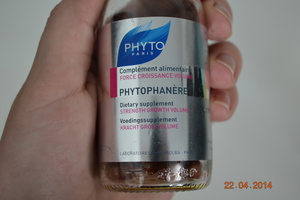 PHYTO
PARIS
Complément alimentaire
FORCE CROISSANCE VOLUME
PHYTOPHANÈRE
Dietary supplement
STRENGTH GROWTH VOLUME
Voedingssupplement
KRACHT GROEI VOLUME
22.04.2014